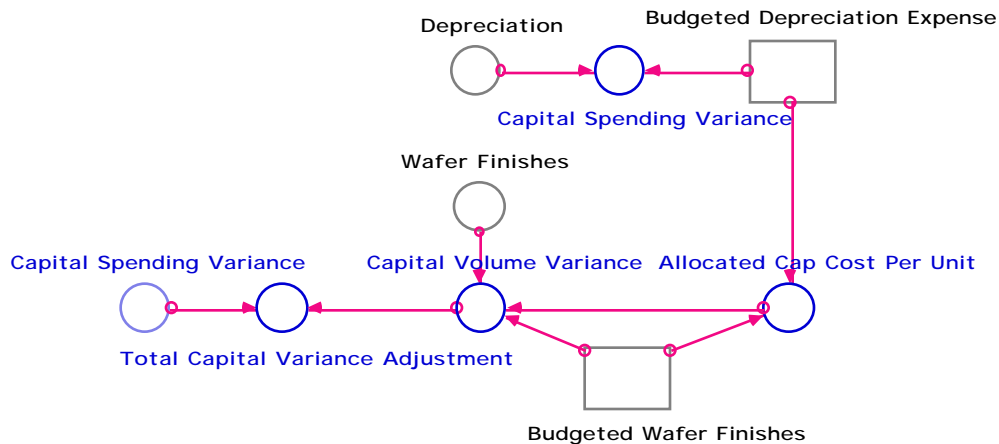 Budgeted Depreciation Expense
Depreciation
Capital Spending Variance
Wafer Finishes
Capital Spending Variance
Capital Volume Variance
Allocated Cap Cost Per Unit
Total Capital Variance Adjustment
Budgeted Wafer Finishes